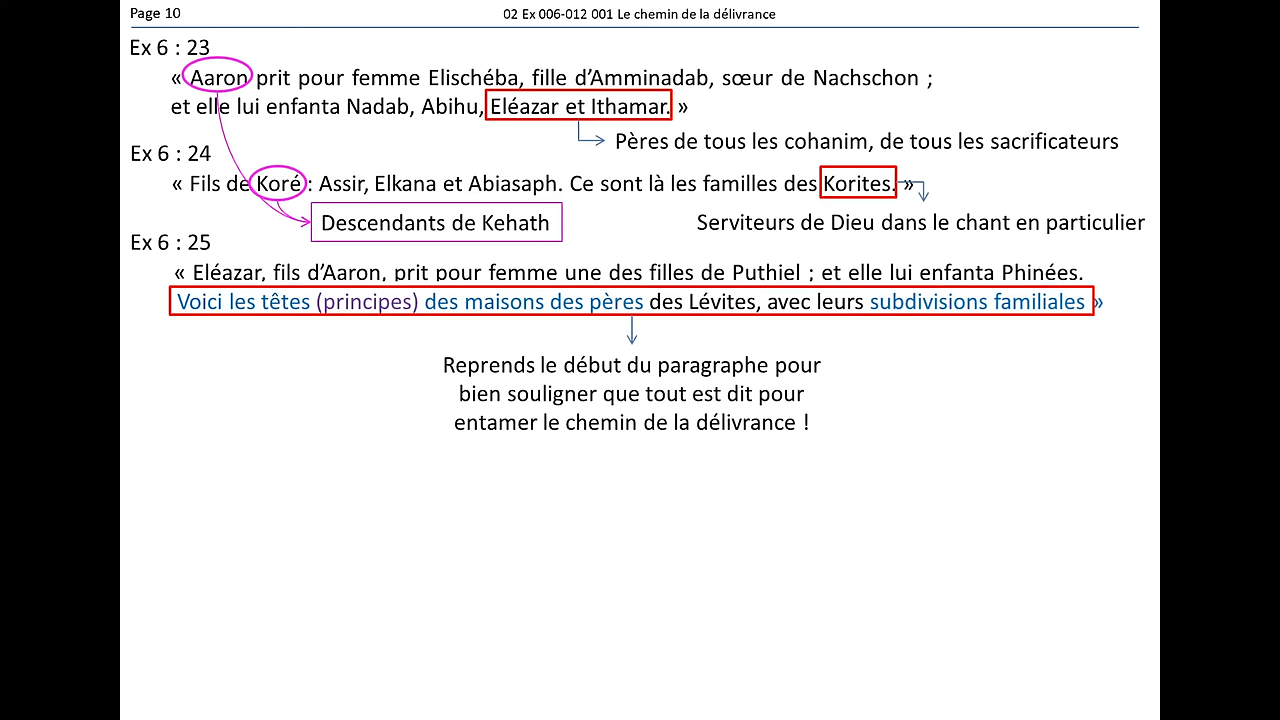 Page 10
02 Ex 006-012 001 Le chemin de la délivrance
Ex 6 : 23
« Aaron prit pour femme Elischéba, fille d’Amminadab, sœur de Nachschon ;
et elle lui enfanta Nadab, Abihu, Eléazar et Ithamar. »
Pères de tous les cohanim, de tous les sacrificateurs
Ex 6 : 24
« Fils de Koré : Assir, Elkana et Abiasaph. Ce sont là les familles des Korites. »
Descendants de Kehath
Serviteurs de Dieu dans le chant en particulier
Ex 6 : 25
« Eléazar, fils d’Aaron, prit pour femme une des filles de Puthiel ; et elle lui enfanta Phinées.
Voici les têtes (principes) des maisons des pères des Lévites, avec leurs subdivisions familiales »
Reprends le début du paragraphe pour
bien souligner que tout est dit pour
entamer le chemin de la délivrance !